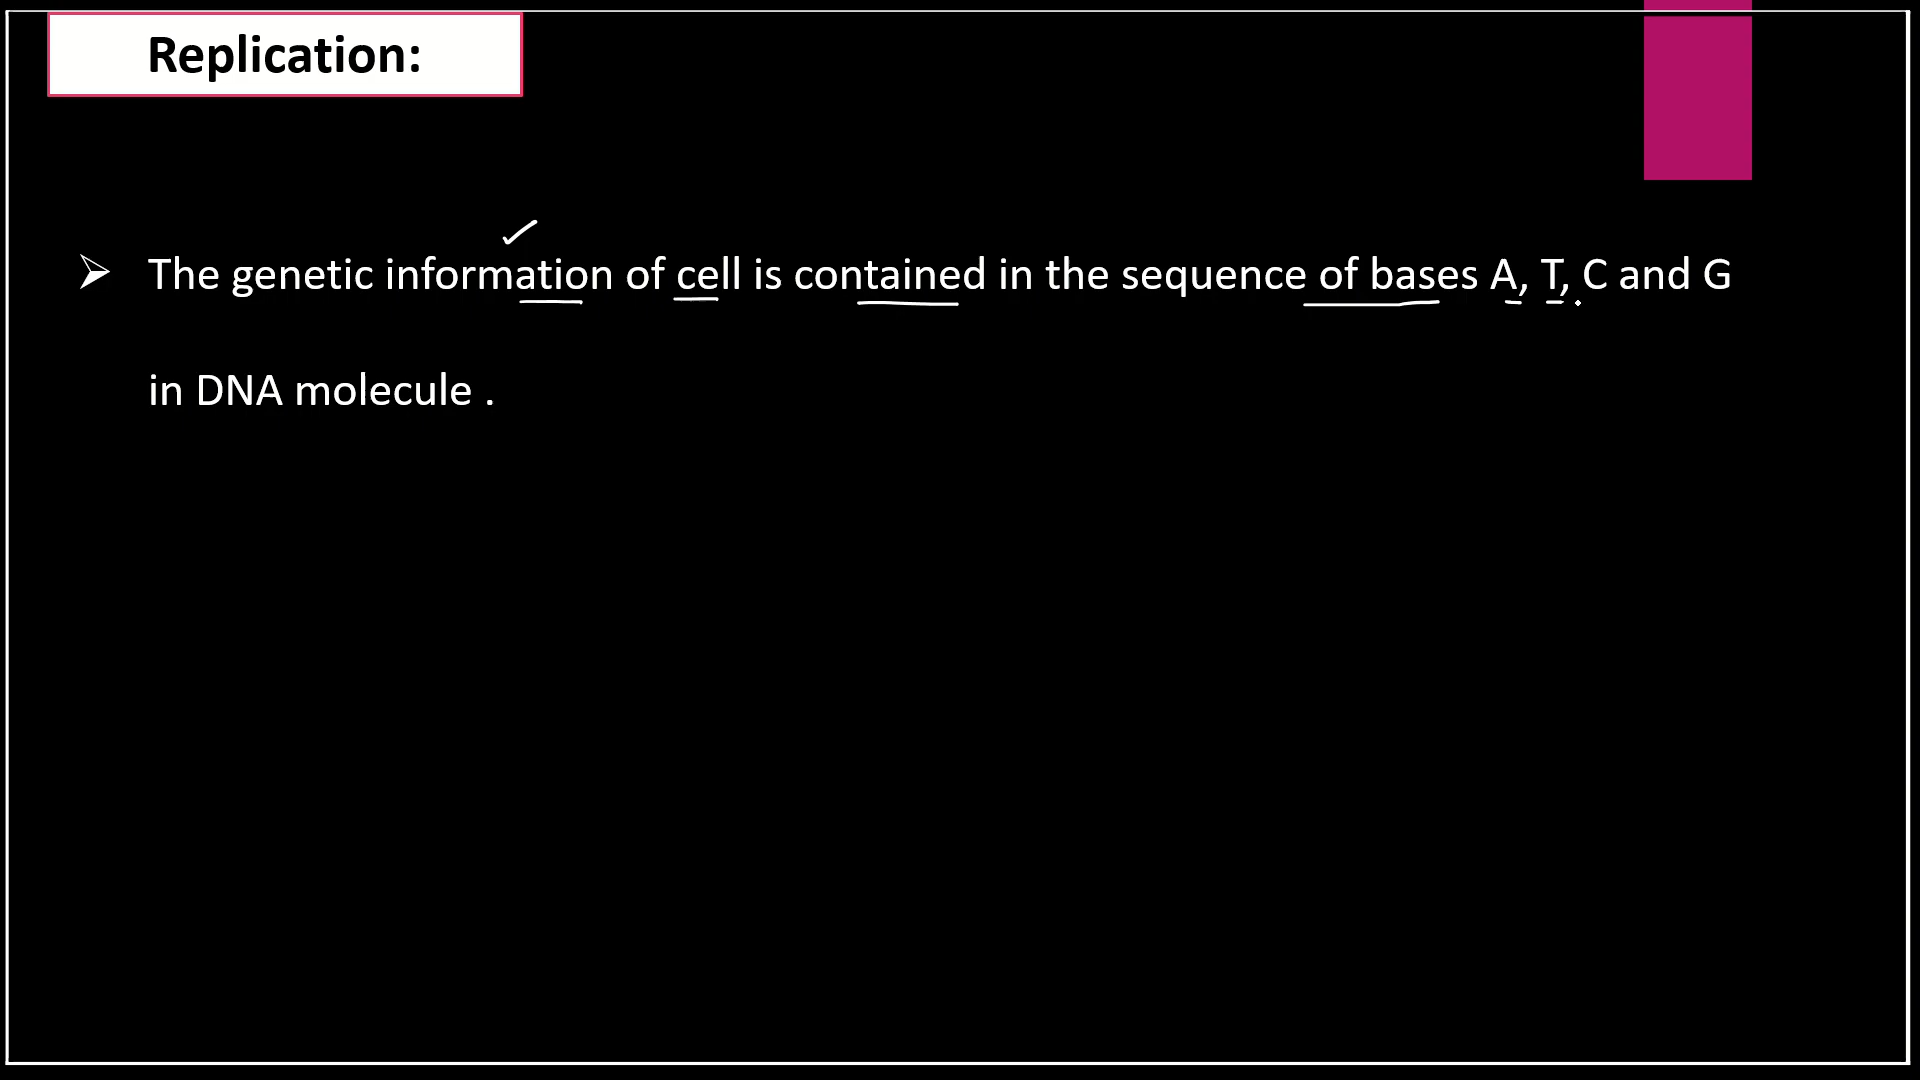 Replication:
The genetic information of cell is contained in the sequence of bases A, T, C and G
in DNA molecule .